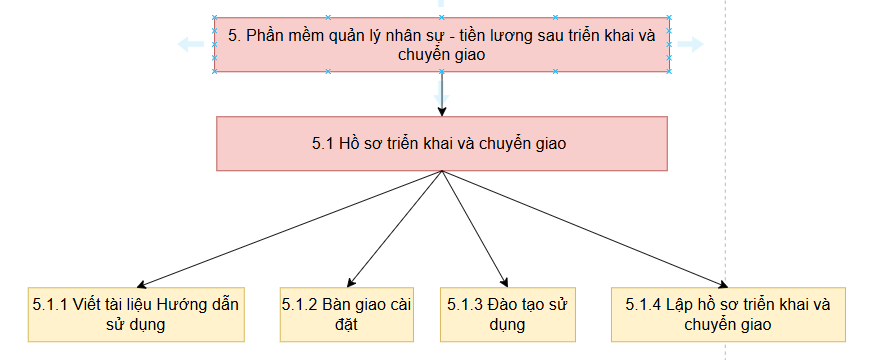 5. Phần mềm quản lý nhân sự - tiền lương sau triển khai và
chuyển giao
5.1 Hồ sơ triển khai và chuyển giao
5.1.1 Viết tài liệu Hướng dẫn
sử dụng
5.1.2 Bàn giao cài
đặt
5.1.3 Đào tạo sử
dụng
5.1.4 Lập hồ sơ triển khai và
chuyển giao